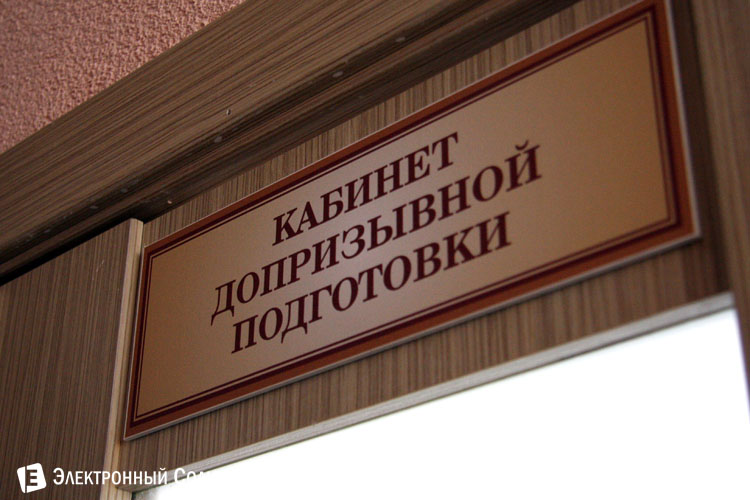 КАБИНЕТ
ДОПРИЗЫВНОЙ
ПОДГОТОВКИ
Электронный